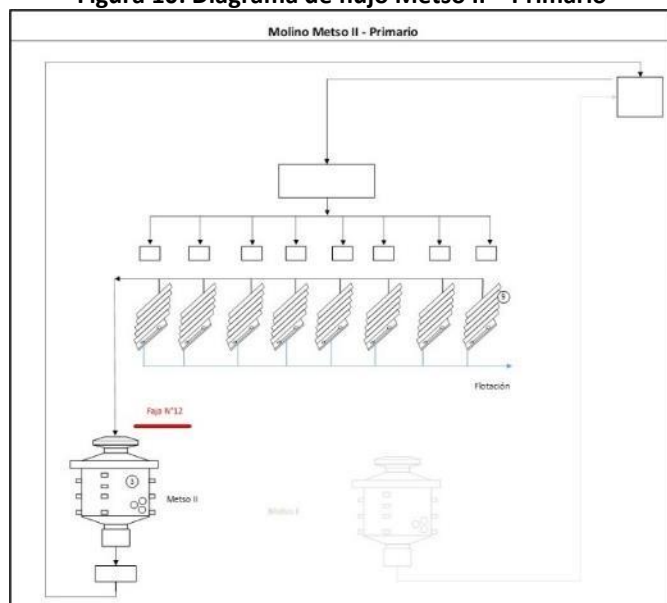 Figura 10. Diagrama de flujo Metso II – Primario
Molino Metso II - Primario
Flotación
Faja N°12
Metso II